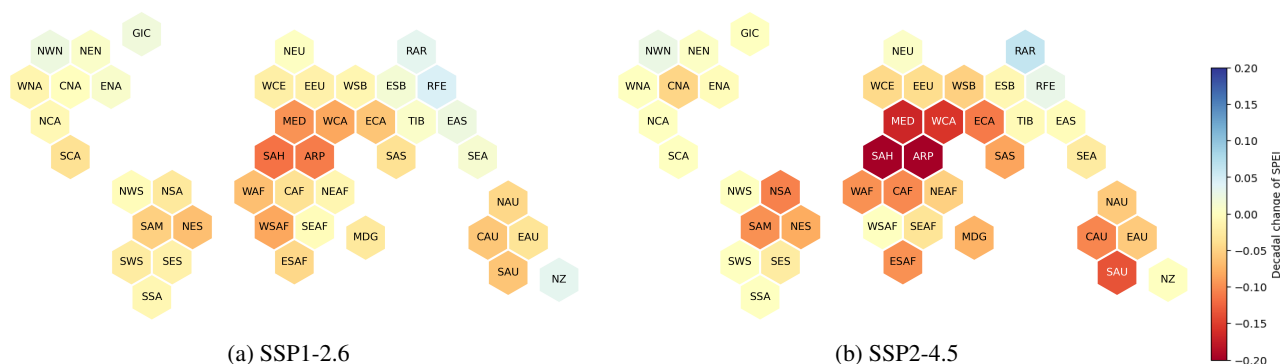 GIC
NWN NEN
WNA CNA ENA
NCA
SCA
NWS NSA
SAM NES
SWS SES
SSA
NEU RAR
WCE EEU WSB ESB RFE
MED WCA ECA TIB EAS
SAH ARP SAS SEA
WAF CAF NEAF
WSAF SEAF MDG
ESAF
NAU
CAU EAU
SAU NZ
(a) SSP1-2.6
GIC
NWN NEN
WNA CNA ENA
NCA
SCA
NWS NSA
SAM NES
SWS SES
SSA
NEU RAR
WCE EEU WSB ESB RFE
MED WCA ECA TIB EAS
SAH ARP SAS SEA
WAF CAF NEAF
WSAF SEAF MDG
ESAF
NAU
CAU EAU
SAU NZ
(b) SSP2-4.5
0.20
0.15
0.10
0.05
0.00
−0.05
−0.10
−0.15
−0.20
Decadal change of SPEI